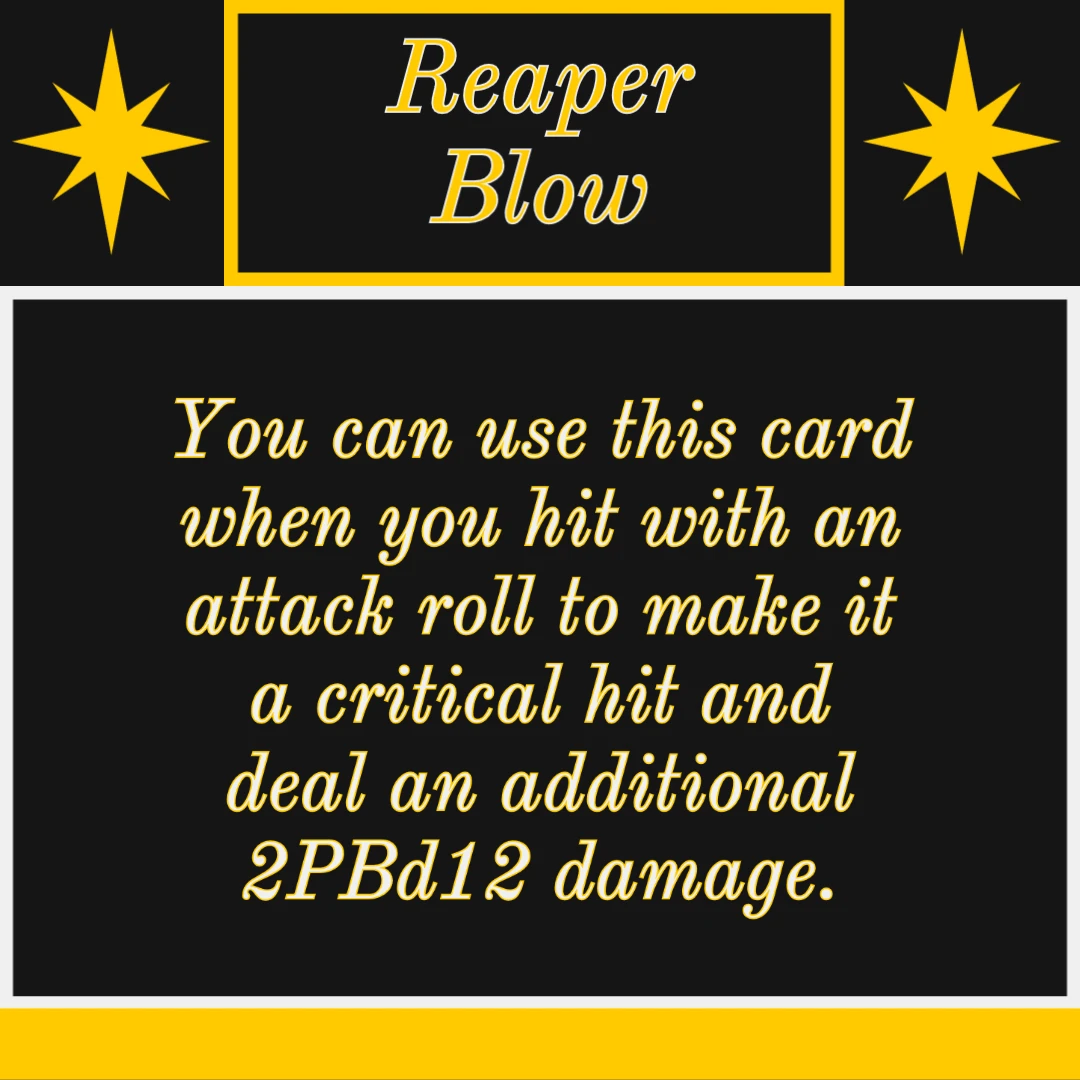 Reaper
Blow
You can use this card
when you hit with an
attack roll to make it
a critical hit and
deal an additional
2PBd12 damage.